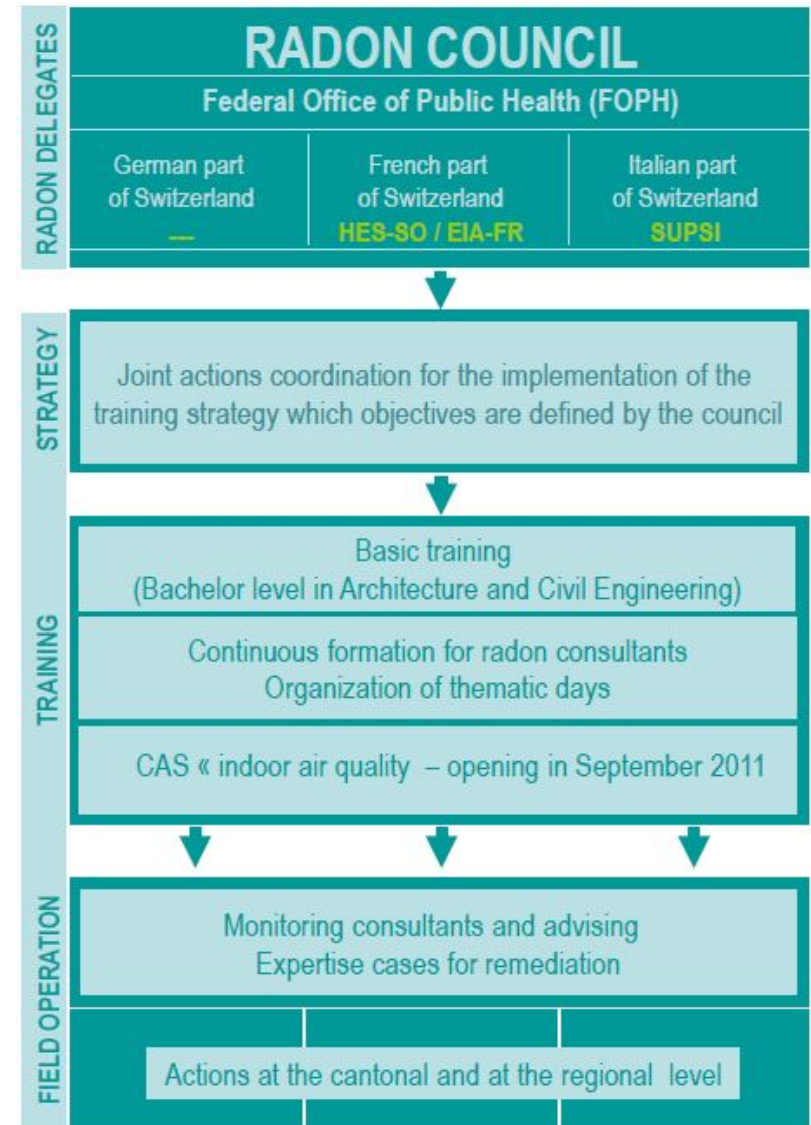 RADON DELEGATES
RADON COUNCIL
Federal Office of Public Health (FOPH)
German part
of Switzerland
---
French part
of Switzerland
HES-SO / EIA-FR
Italian part
of Switzerland
SUPSI
STRATEGY
Joint actions coordination for the implementation of the
training strategy which objectives are defined by the council
TRAINING
Basic training
(Bachelor level in Architecture and Civil Engineering)
Continuous formation for radon consultants
Organization of thematic days
CAS « indoor air quality – opening in September 2011
FIELD OPERATION
Monitoring consultants and advising
Expertise cases for remediation
Actions at the cantonal and at the regional level